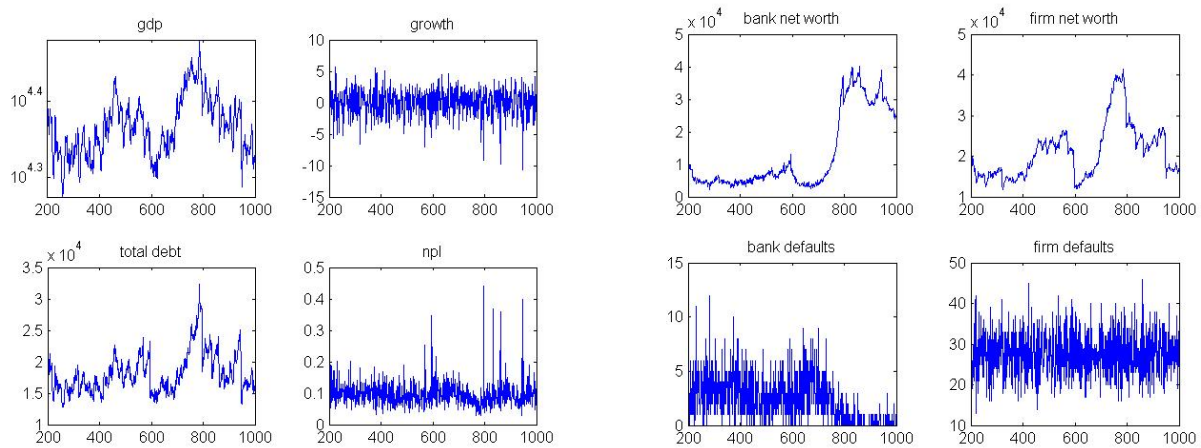 gdp
10^4.4
10^4.3
200 400 600 800 1000
growth
10
5
0
-5
-10
-15
200 400 600 800 1000
x 10^4
bank net worth
5
4
3
2
1
0
200 400 600 800 1000
x 10^4
firm net worth
5
4
3
2
1
200 400 600 800 1000
x 10^4
total debt
3.5
3
2.5
2
1.5
1
200 400 600 800 1000
npl
0.5
0.4
0.3
0.2
0.1
0
200 400 600 800 1000
bank defaults
15
10
5
0
200 400 600 800 1000
firm defaults
50
40
30
20
10
200 400 600 800 1000